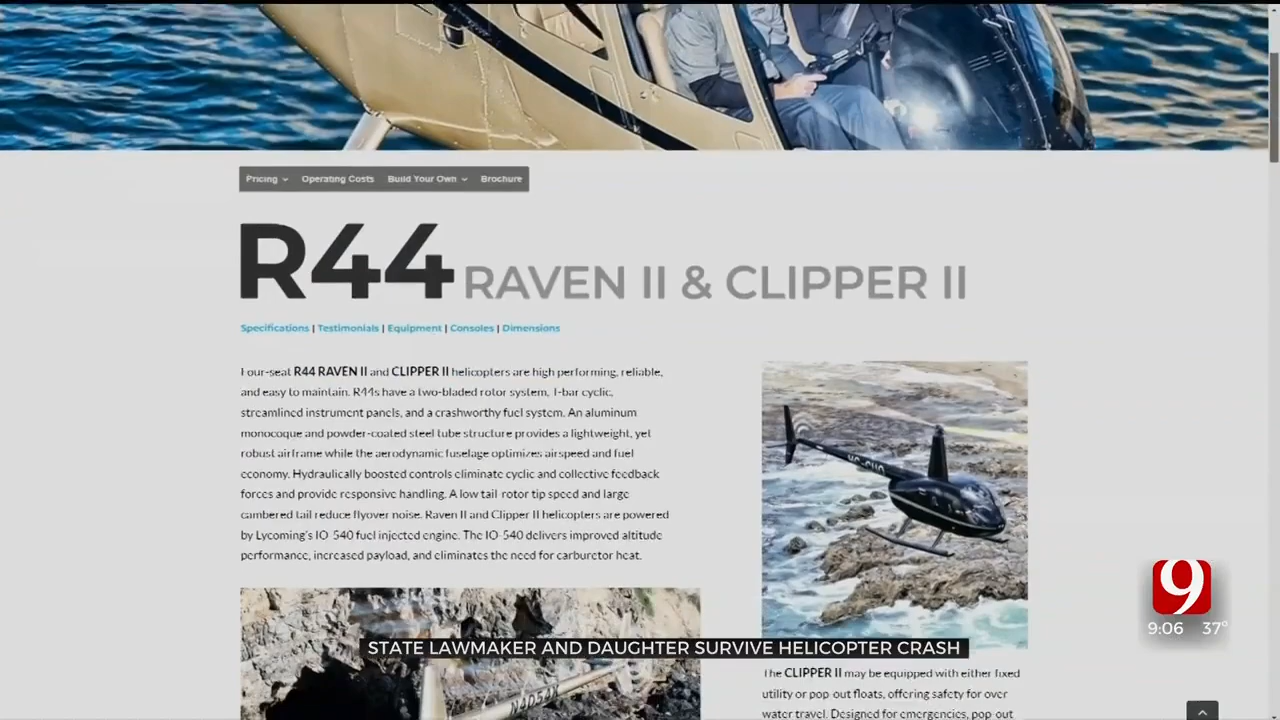 Pricing Operating Costs Build Your Own Brochure
R44 RAVEN II & CLIPPER II
Specifications | Testimonials | Equipment | Consoles | Dimensions
Four-seat R44 RAVEN II and CLIPPER II helicopters are high performing, reliable,
and easy to maintain. R44s have a two-bladed rotor system, T-bar cyclic,
streamlined instrument panels, and a crashworthy fuel system. An aluminum
monocoque and powder-coated steel tube structure provides a lightweight, yet
robust airframe while the aerodynamic fuselage optimizes airspeed and fuel
economy. Hydraulically boosted controls eliminate cyclic and collective feedback
forces and provide responsive handling. A low tail-rotor tip speed and large
cambered tail reduce flyover noise. Raven II and Clipper II helicopters are powered
by Lycoming's IO-540 fuel injected engine. The IO-540 delivers improved altitude
performance, increased payload, and eliminates the need for carburetor heat.
The CLIPPER II may be equipped with either fixed
utility or pop-out floats, offering safety for over
water travel. Designed for emergencies, pop-out
STATE LAWMAKER AND DAUGHTER SURVIVE HELICOPTER CRASH
9
9:06 37°